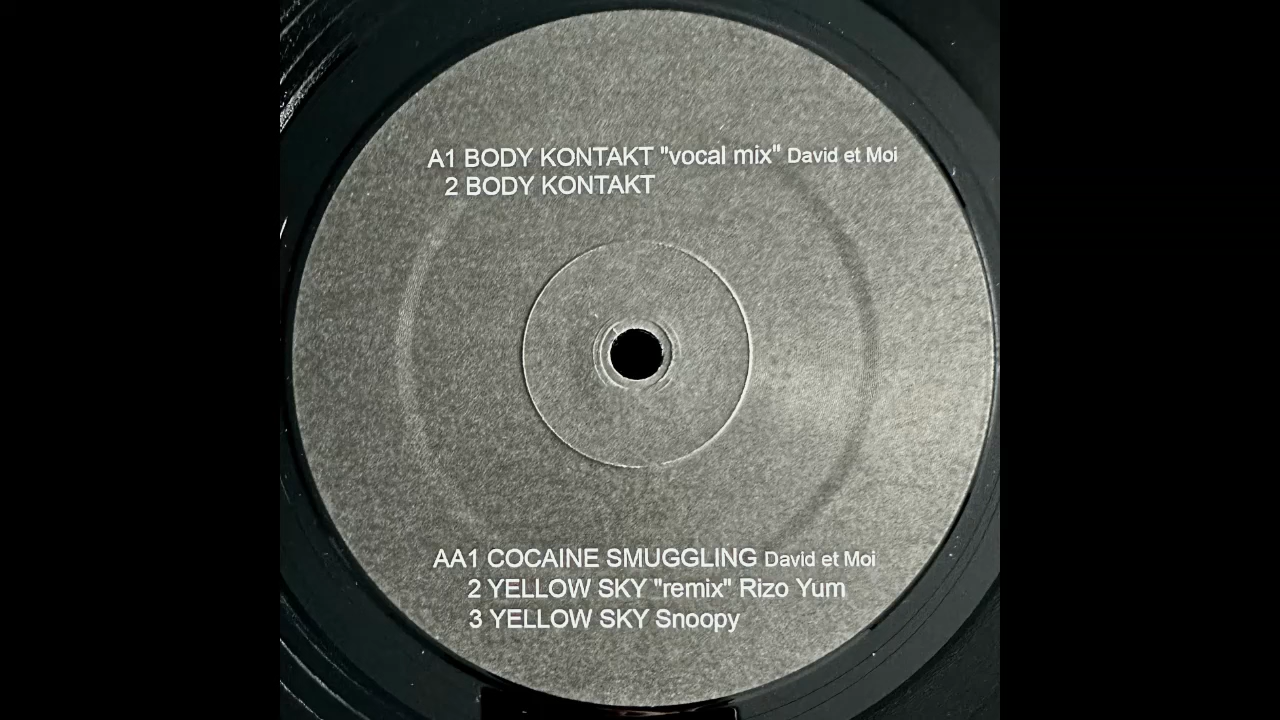 A1 BODY KONTAKT "vocal mix" David et Moi
2 BODY KONTAKT
AA1 COCAINE SMUGGLING David et Moi
2 YELLOW SKY "remix" Rizo Yum
3 YELLOW SKY Snoopy